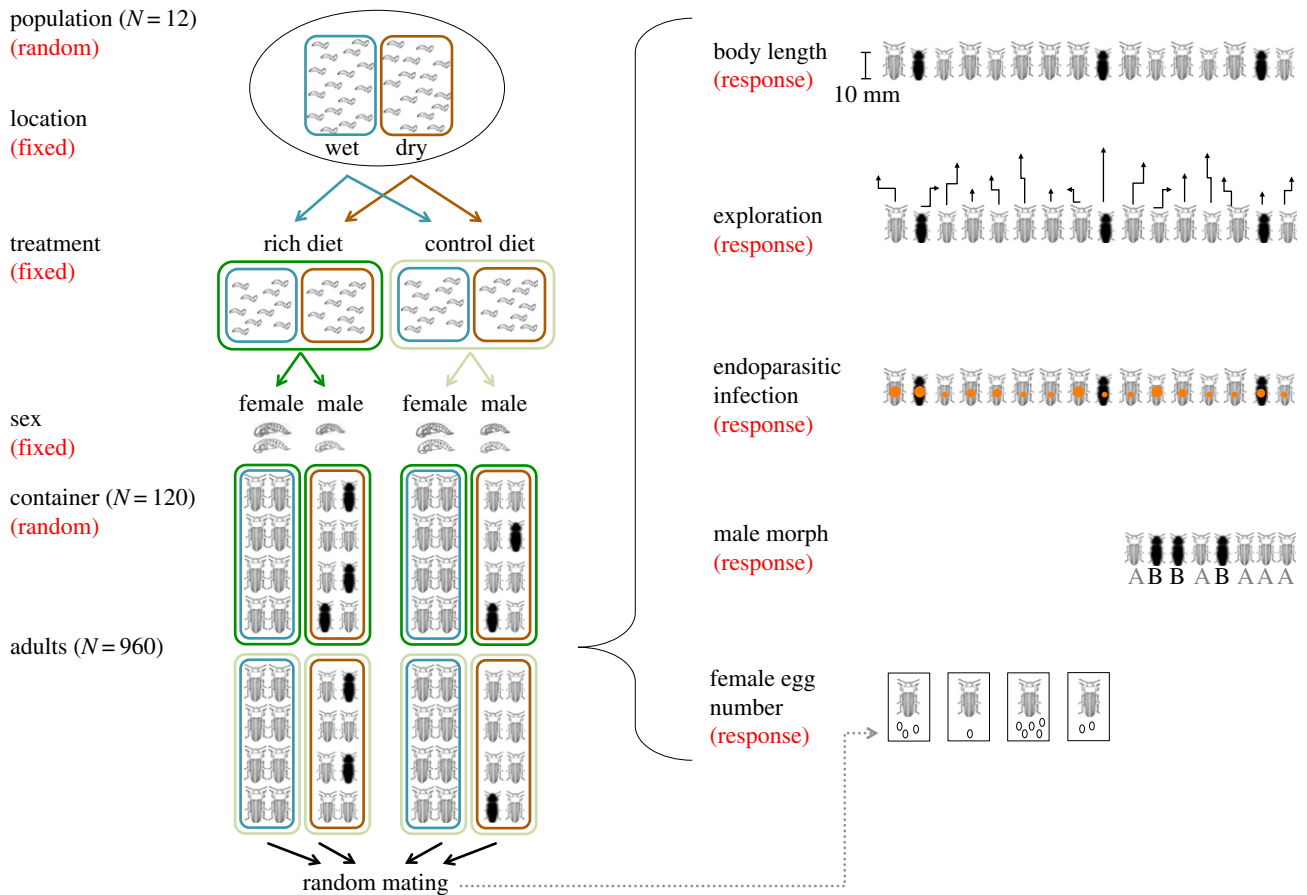 population (N = 12)
(random)
location
(fixed)
wet dry
treatment
(fixed)
rich diet control diet
sex
(fixed)
female male female male
container (N = 120)
(random)
adults (N = 960)
random mating
body length
(response)
10 mm
exploration
(response)
endoparasitic
infection
(response)
male morph
(response)
A B B A B A A A
female egg
number
(response)